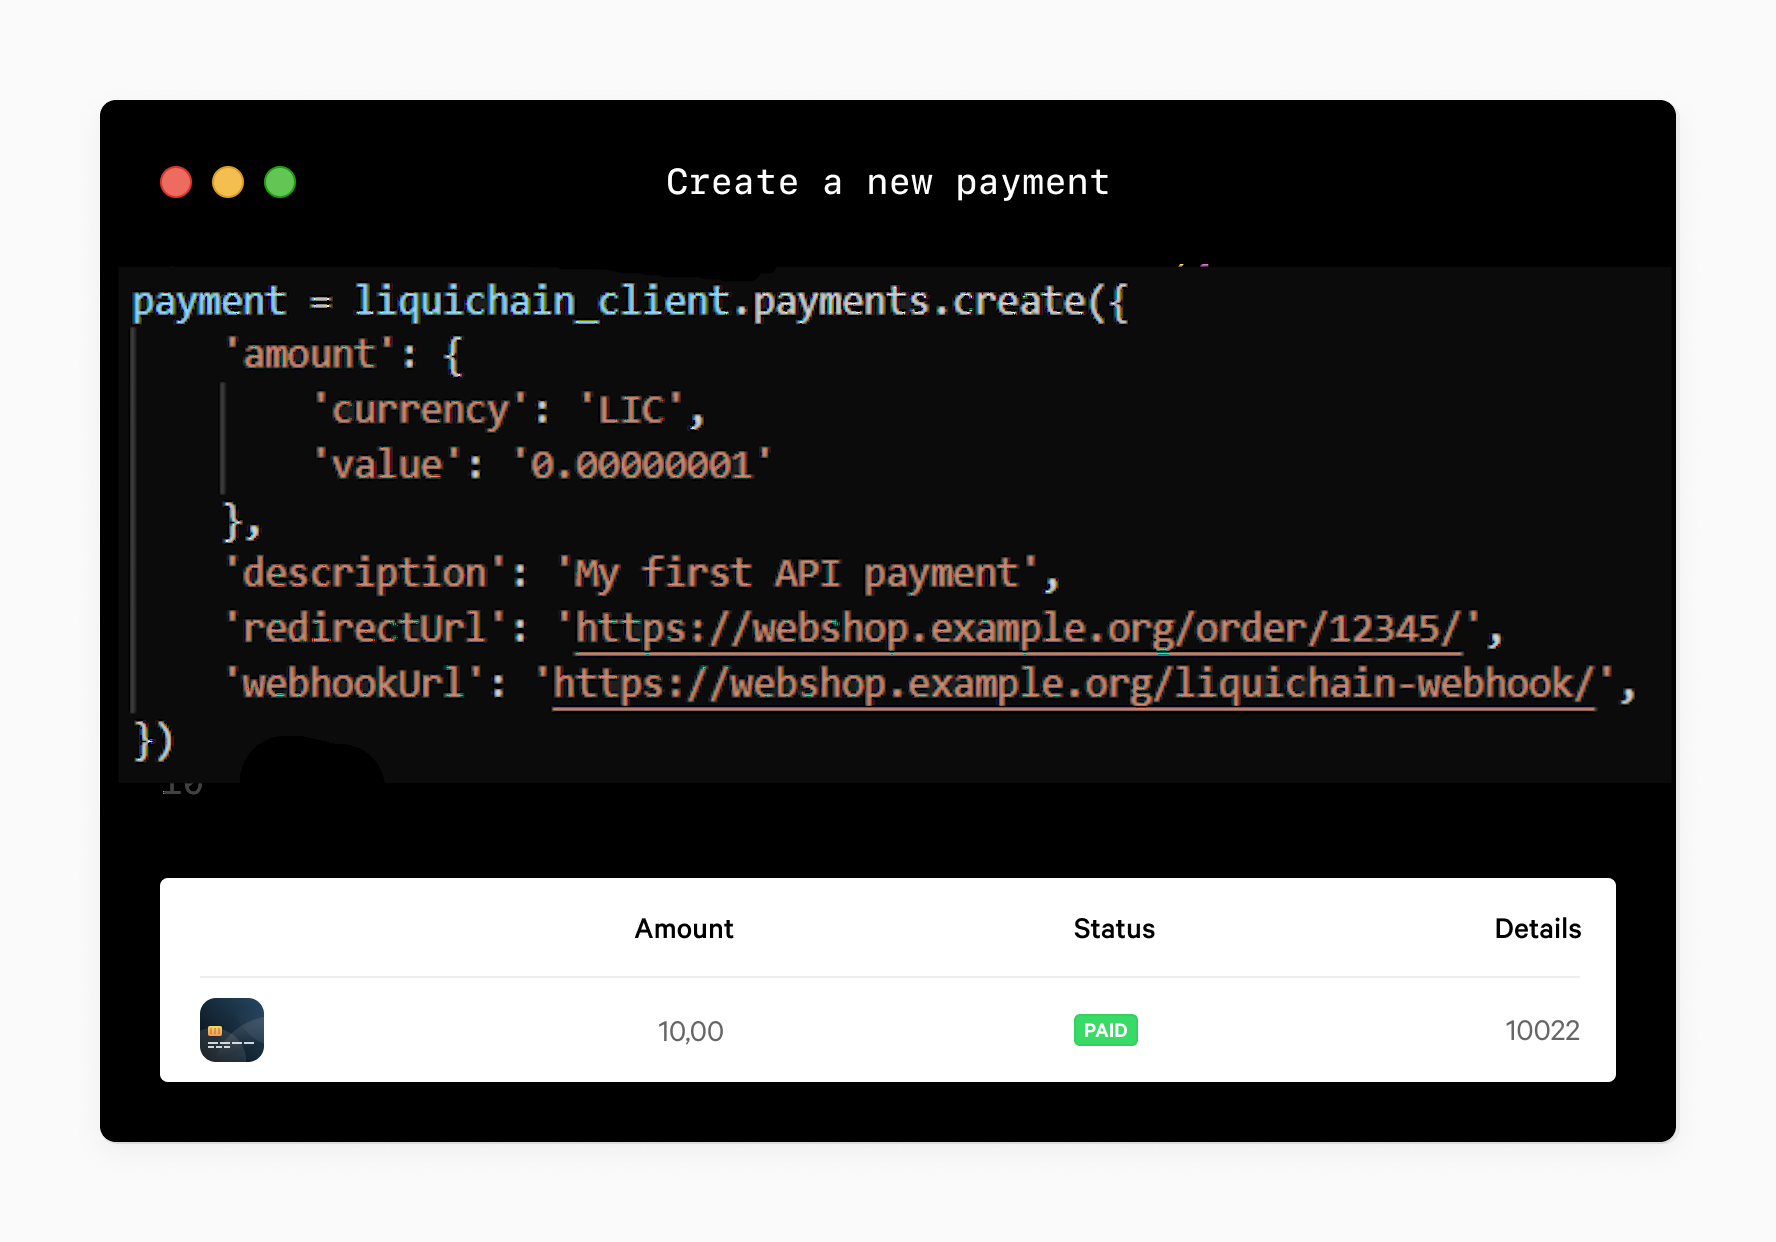 Create a new payment
payment = liquichain_client.payments.create({
'amount': {
'currency': 'LIC',
'value': '0.00000001'
},
'description': 'My first API payment',
'redirectUrl': 'https://webshop.example.org/order/12345/',
'webhookUrl': 'https://webshop.example.org/liquichain-webhook/',
})
10
Amount Status Details
10,00 PAID 10022